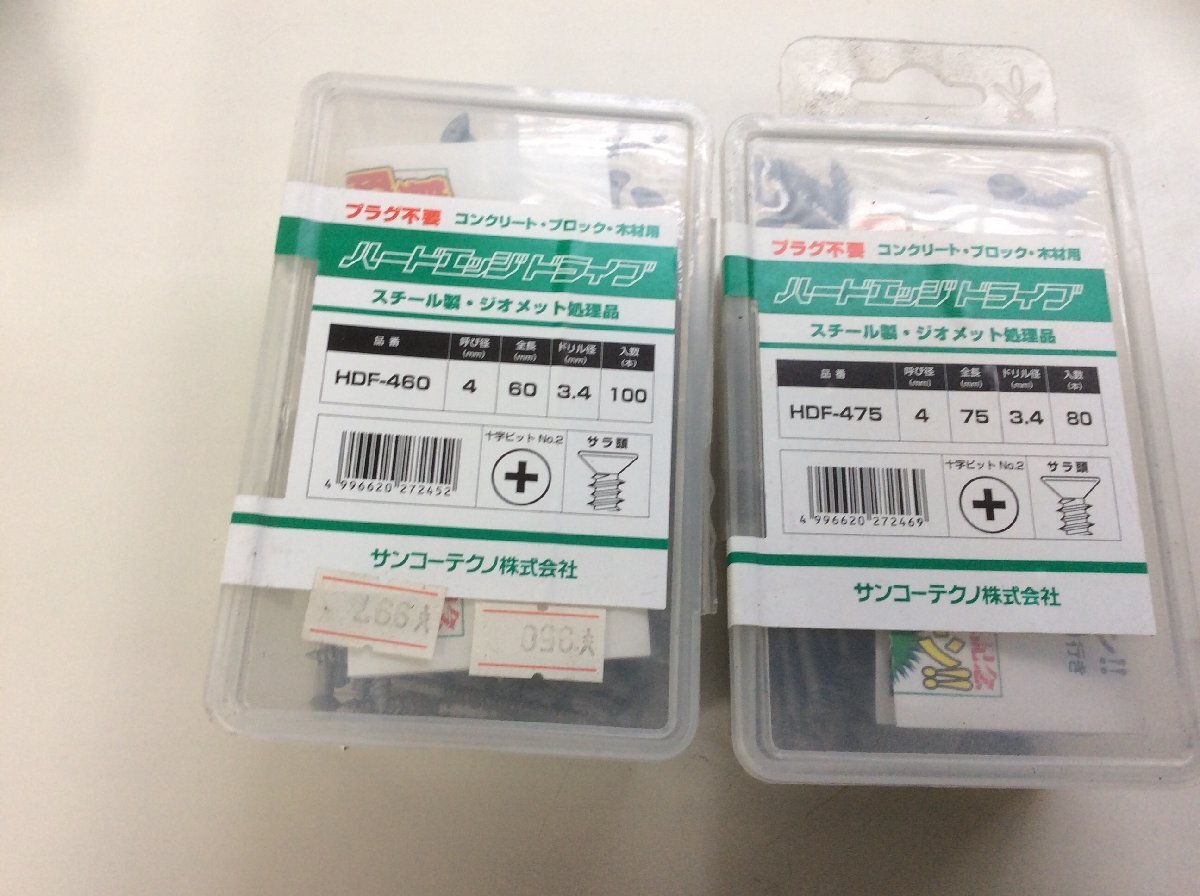 プラグ不要 コンクリート・ブロック・木材用
ハードエッジドライブ
スチール製・ジオメット処理品
品番 呼び径(mm) 全長(mm) ドリル径(mm) 入数(本)
HDF-460 4 60 3.4 100
十字ビット No.2 サラ頭
4 996620 272452
サンコーテクノ株式会社
プラグ不要 コンクリート・ブロック・木材用
ハードエッジドライブ
スチール製・ジオメット処理品
品番 呼び径(mm) 全長(mm) ドリル径(mm) 入数(本)
HDF-475 4 75 3.4 80
十字ビット No.2 サラ頭
4 996620 272469
サンコーテクノ株式会社